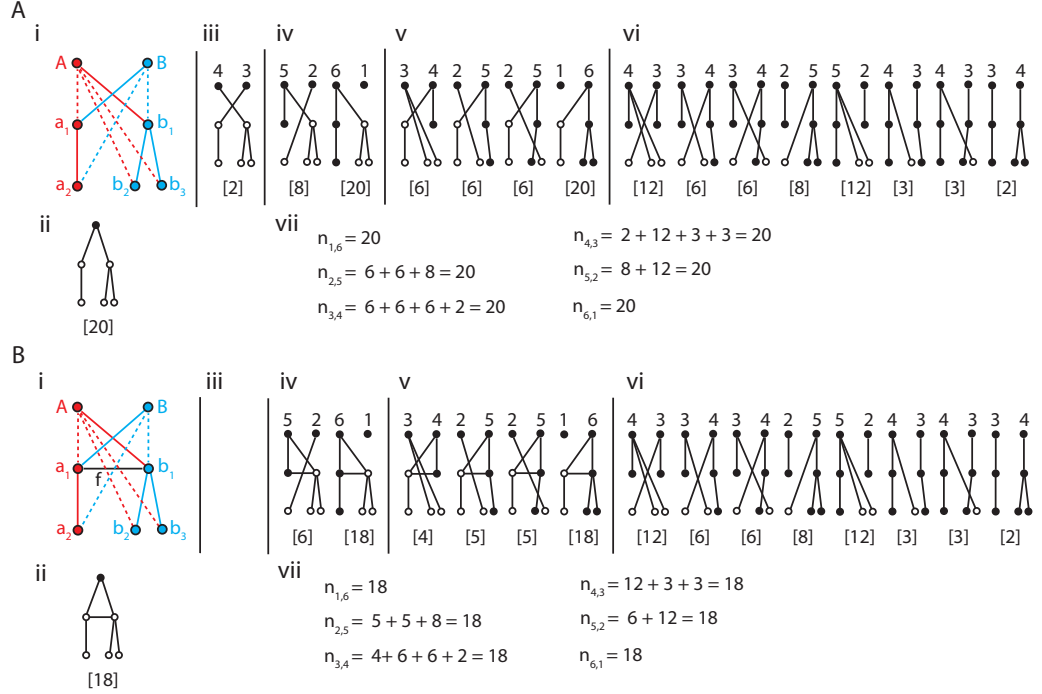 A
i iii iv v vi
A B 4 3 5 2 6 1 3 4 2 5 2 5 1 6 4 3 3 4 3 4 2 5 5 2 4 3 4 3 3 4
a1 b1
a2 b2 b3
[2] [8] [20] [6] [6] [6] [20] [12] [6] [6] [8] [12] [3] [3] [2]
ii vii
n1,6 = 20 n4,3 = 2 + 12 + 3 + 3 = 20
n2,5 = 6 + 6 + 8 = 20 n5,2 = 8 + 12 = 20
n3,4 = 6 + 6 + 6 + 2 = 20 n6,1 = 20
[20]
B
i iii iv v vi
A B 5 2 6 1 3 4 2 5 2 5 1 6 4 3 3 4 3 4 2 5 5 2 4 3 4 3 3 4
a1 f b1
a2 b2 b3
[6] [18] [4] [5] [5] [18] [12] [6] [6] [8] [12] [3] [3] [2]
ii vii
n1,6 = 18 n4,3 = 12 + 3 + 3 = 18
n2,5 = 5 + 5 + 8 = 18 n5,2 = 6 + 12 = 18
n3,4 = 4+ 6 + 6 + 2 = 18 n6,1 = 18
[18]